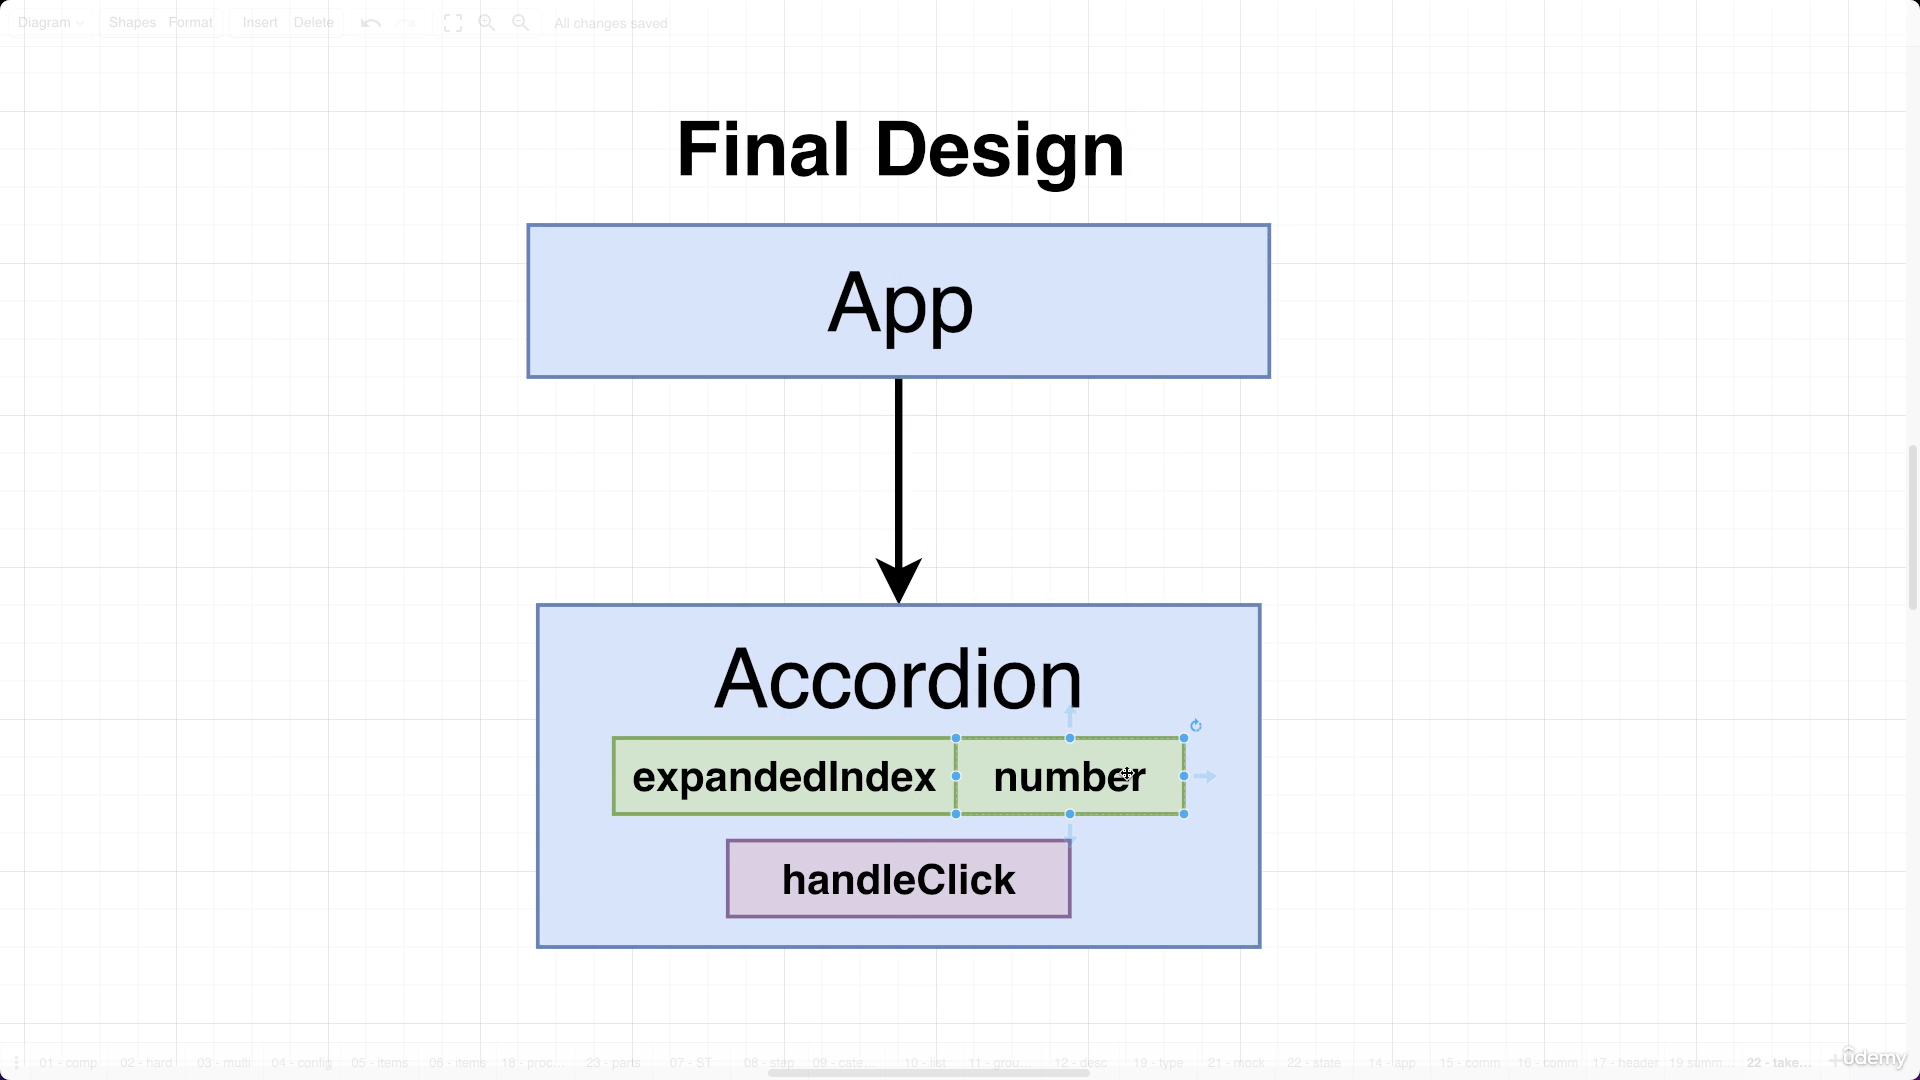 Diagram Shapes Format Insert Delete All changes saved
Final Design
App
Accordion
expandedIndex number
handleClick
01 - comp 02 - hard 03 - multi 04 - config 05 - items 06 - items 18 - proc... 23 - parts 07 - ST 08 - step 09 - cate... 10 - list 11 - grou... 12 - desc 19 - type 21 - mock 22 - state 14 - app 15 - comm 16 - comm 17 - header 19 summ... 22 - take...
ûdemy